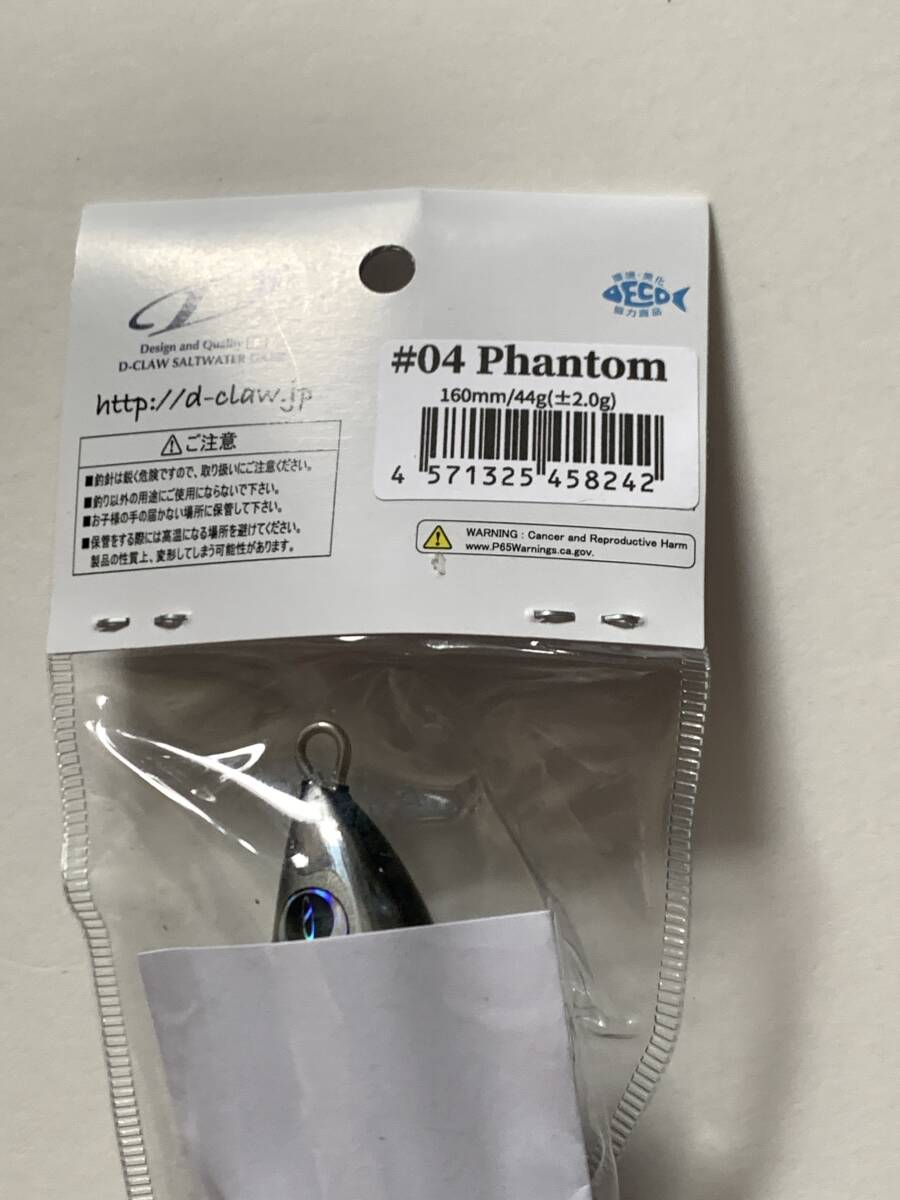 環境・美化
ECO
協力商品
Design and Quality
D-CLAW SALTWATER
http://d-claw.jp
#04 Phantom
160mm/44g(±2.0g)
4 571325 458242
⚠ご注意
■釣針は鋭く危険ですので、取り扱いにご注意ください。
■釣り以外の用途にご使用にならないで下さい。
■お子様の手の届かない場所に保管して下さい。
■保管をする際には高温になる場所を避けてください。
製品の性質上、変形してしまう可能性があります。
WARNING : Cancer and Reproductive Harm
www.P65Warnings.ca.gov.